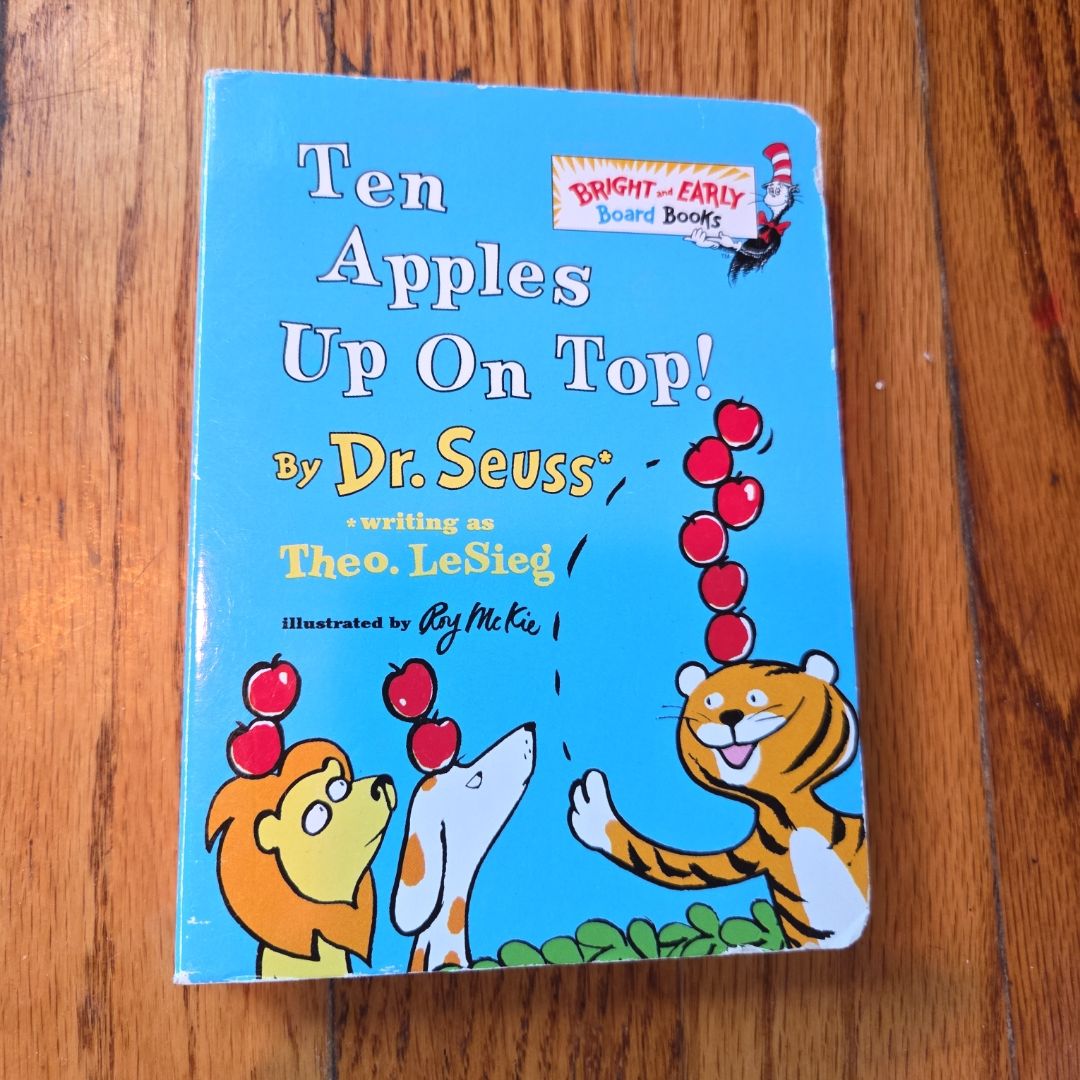 Ten
Apples
Up On Top!
BRIGHT and EARLY
Board Books
TM
By Dr. Seuss*
*writing as
Theo. LeSieg
illustrated by Roy McKie